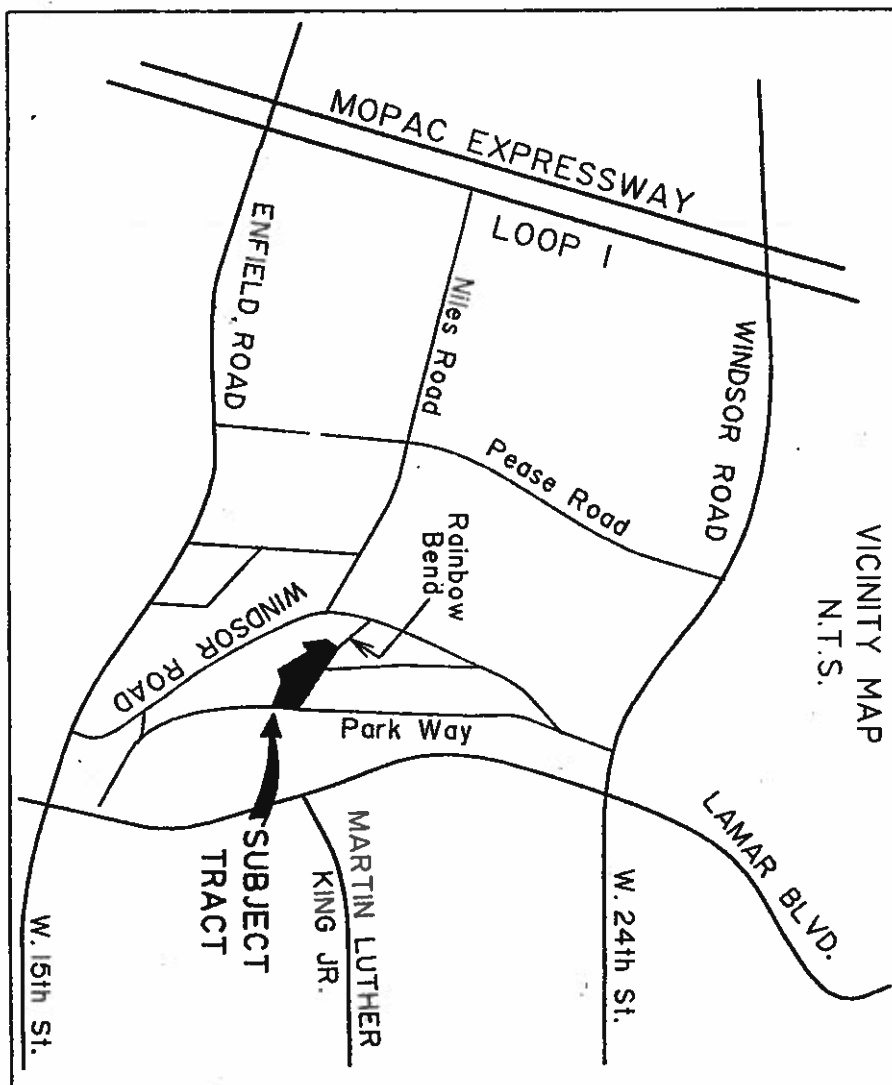 VICINITY MAP
N.T.S.
MOPAC EXPRESSWAY
LOOP 1
ENFIELD, ROAD
Niles Road
WINDSOR ROAD
Pease Road
Rainbow
Bend
WINDSOR ROAD
Park Way
LAMAR BLVD.
MARTIN LUTHER
KING JR.
SUBJECT
TRACT
W. 24th St.
W. 15th St.